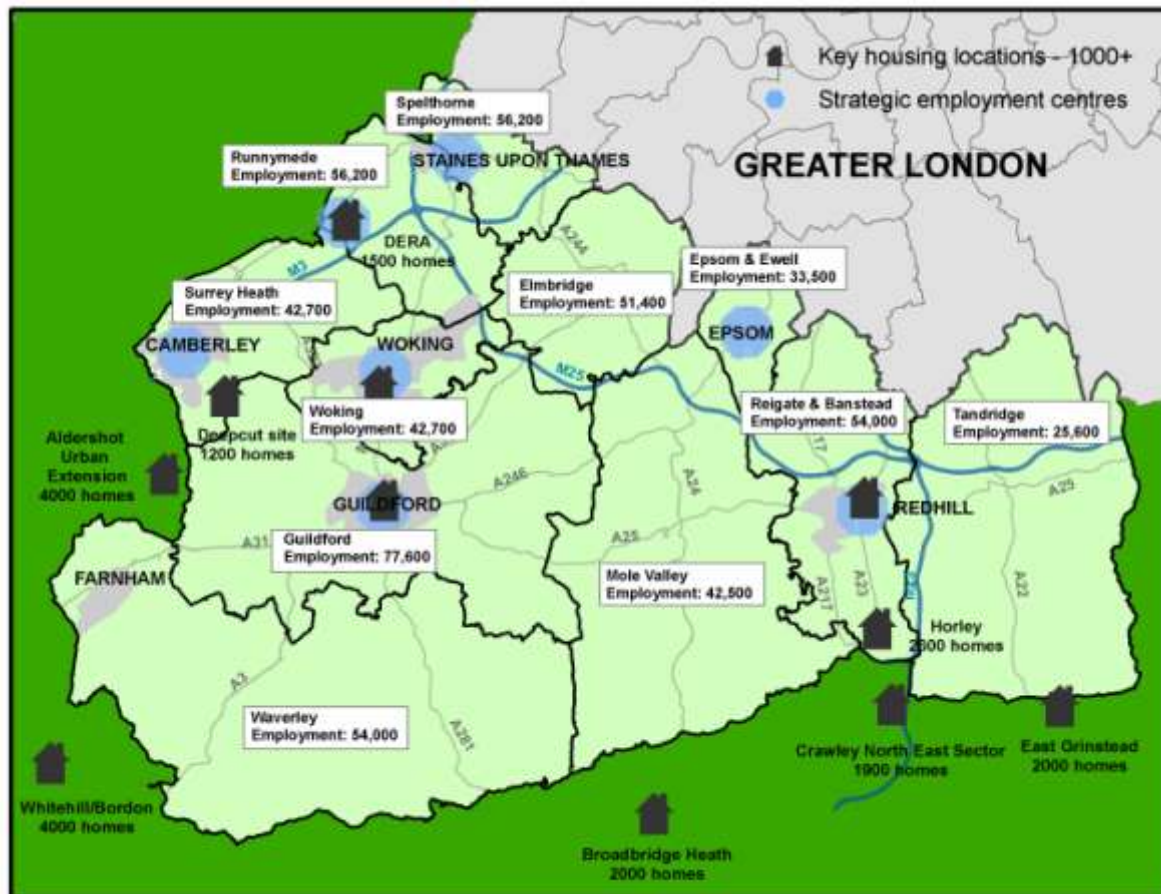 Key housing locations - 1000+
Strategic employment centres
GREATER LONDON
Spelthorne
Employment: 56,200
STAINES UPON THAMES
Runnymede
Employment: 56,200
DERA
1500 homes
A244
M3
Epsom & Ewell
Employment: 33,500
EPSOM
Surrey Heath
Employment: 42,700
Elmbridge
Employment: 51,400
CAMBERLEY
WOKING
M25
Woking
Employment: 42,700
Reigate & Banstead
Employment: 54,000
Tandridge
Employment: 25,600
Deepcut site
1200 homes
Aldershot
Urban
Extension
4000 homes
A246
A24
A25
GUILDFORD
REDHILL
A31
Guildford
Employment: 77,600
FARNHAM
Mole Valley
Employment: 42,500
A217
A23
A22
Horley
homes
A3
Waverley
Employment: 54,000
A281
Crawley North East Sector
1900 homes
East Grinstead
2000 homes
Whitehill/Bordon
4000 homes
Broadbridge Heath
2000 homes